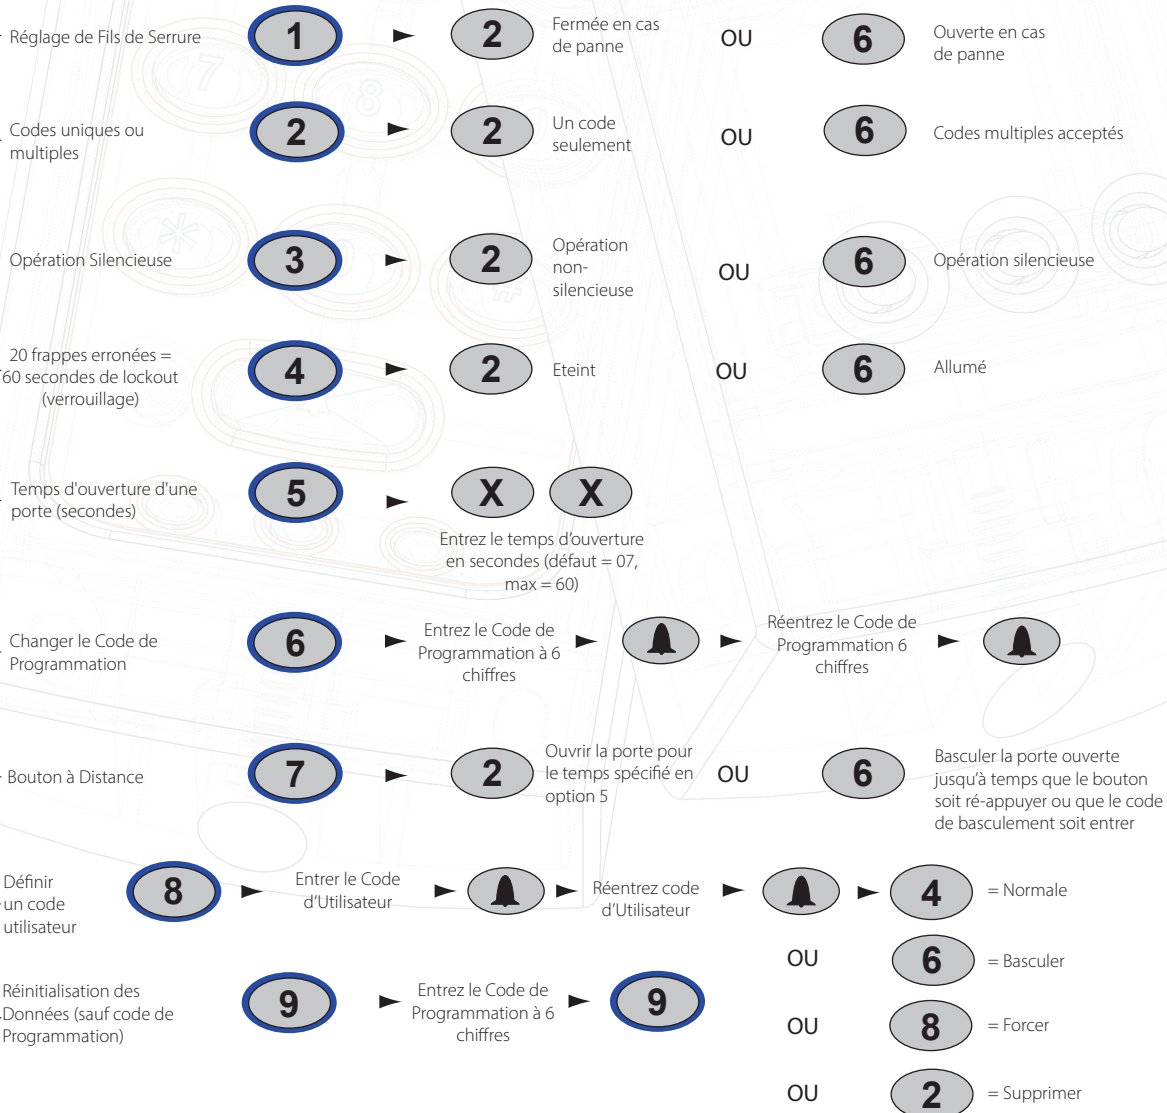 Réglage de Fils de Serrure
1
2
Fermée en cas
de panne
OU
6
Ouverte en cas
de panne
Codes uniques ou
multiples
2
2
Un code
seulement
OU
6
Codes multiples acceptés
Opération Silencieuse
3
2
Opération
non-
silencieuse
OU
6
Opération silencieuse
20 frappes erronées =
60 secondes de lockout
(verrouillage)
4
2
Eteint
OU
6
Allumé
Temps d'ouverture d'une
porte (secondes)
5
X
X
Entrez le temps d'ouverture
en secondes (défaut = 07,
max = 60)
Changer le Code de
Programmation
6
Entrez le Code de
Programmation à 6
chiffres
Réentrez le Code de
Programmation 6
chiffres
Bouton à Distance
7
2
Ouvrir la porte pour
le temps spécifié en
option 5
OU
6
Basculer la porte ouverte
jusqu'à temps que le bouton
soit ré-appuyer ou que le code
de basculement soit entrer
Définir
un code
utilisateur
8
Entrer le Code
d'Utilisateur
Réentrez code
d'Utilisateur
4
= Normale
OU
6
= Basculer
Réinitialisation des
Données (sauf code de
Programmation)
9
Entrez le Code de
Programmation à 6
chiffres
9
OU
8
= Forcer
OU
2
= Supprimer
7
8
*
#